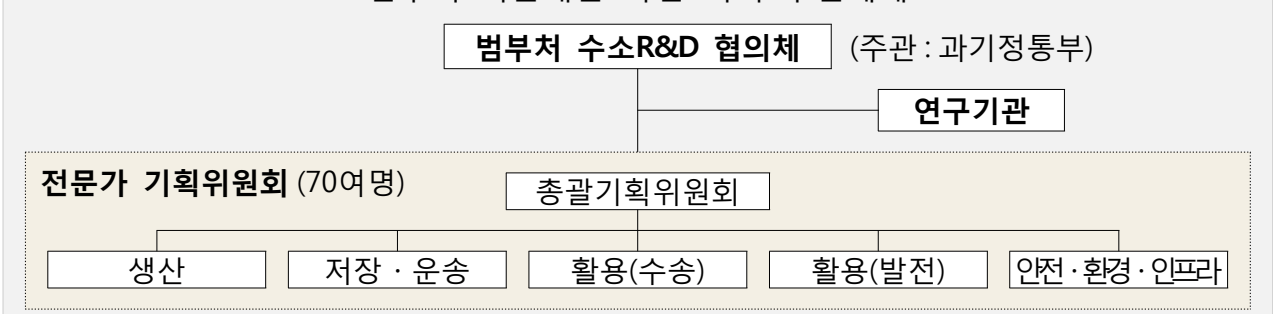 범부처 수소R&D 협의체 (주관 : 과기정통부)
연구기관
전문가 기획위원회 (70여명)
총괄기획위원회
생산
저장 · 운송
활용(수송)
활용(발전)
안전 · 환경 · 인프라